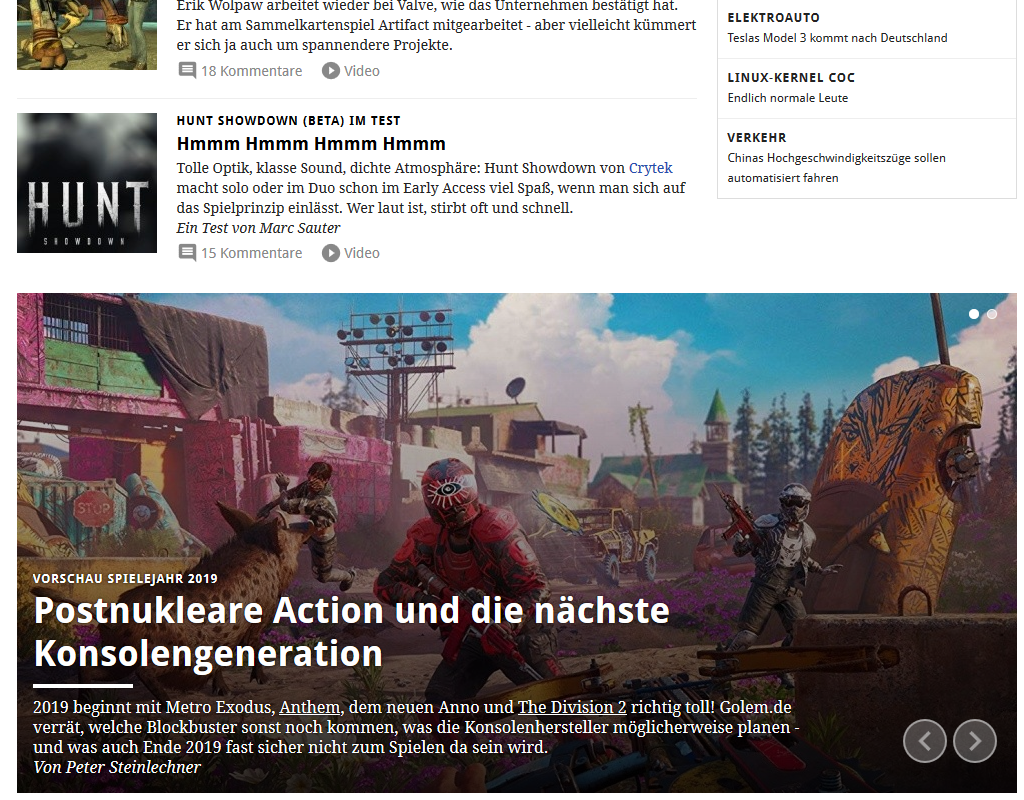 Erik Wolpaw arbeitet wieder bei Valve, wie das Unternehmen bestätigt hat.
Er hat am Sammelkartenspiel Artifact mitgearbeitet - aber vielleicht kümmert
er sich ja auch um spannendere Projekte.
18 Kommentare Video
HUNT SHOWDOWN (BETA) IM TEST
Hmmm Hmmm Hmmm Hmmm
Tolle Optik, klasse Sound, dichte Atmosphäre: Hunt Showdown von Crytek
macht solo oder im Duo schon im Early Access viel Spaß, wenn man sich auf
das Spielprinzip einlässt. Wer laut ist, stirbt oft und schnell.
Ein Test von Marc Sauter
15 Kommentare Video
HUNT
SHOWDOWN
ELEKTROAUTO
Teslas Model 3 kommt nach Deutschland
LINUX-KERNEL COC
Endlich normale Leute
VERKEHR
Chinas Hochgeschwindigkeitszüge sollen
automatisiert fahren
STOP
VORSCHAU SPIELEJAHR 2019
Postnukleare Action und die nächste
Konsolengeneration
2019 beginnt mit Metro Exodus, Anthem, dem neuen Anno und The Division 2 richtig toll! Golem.de
verrät, welche Blockbuster sonst noch kommen, was die Konsolenhersteller möglicherweise planen -
und was auch Ende 2019 fast sicher nicht zum Spielen da sein wird.
Von Peter Steinlechner